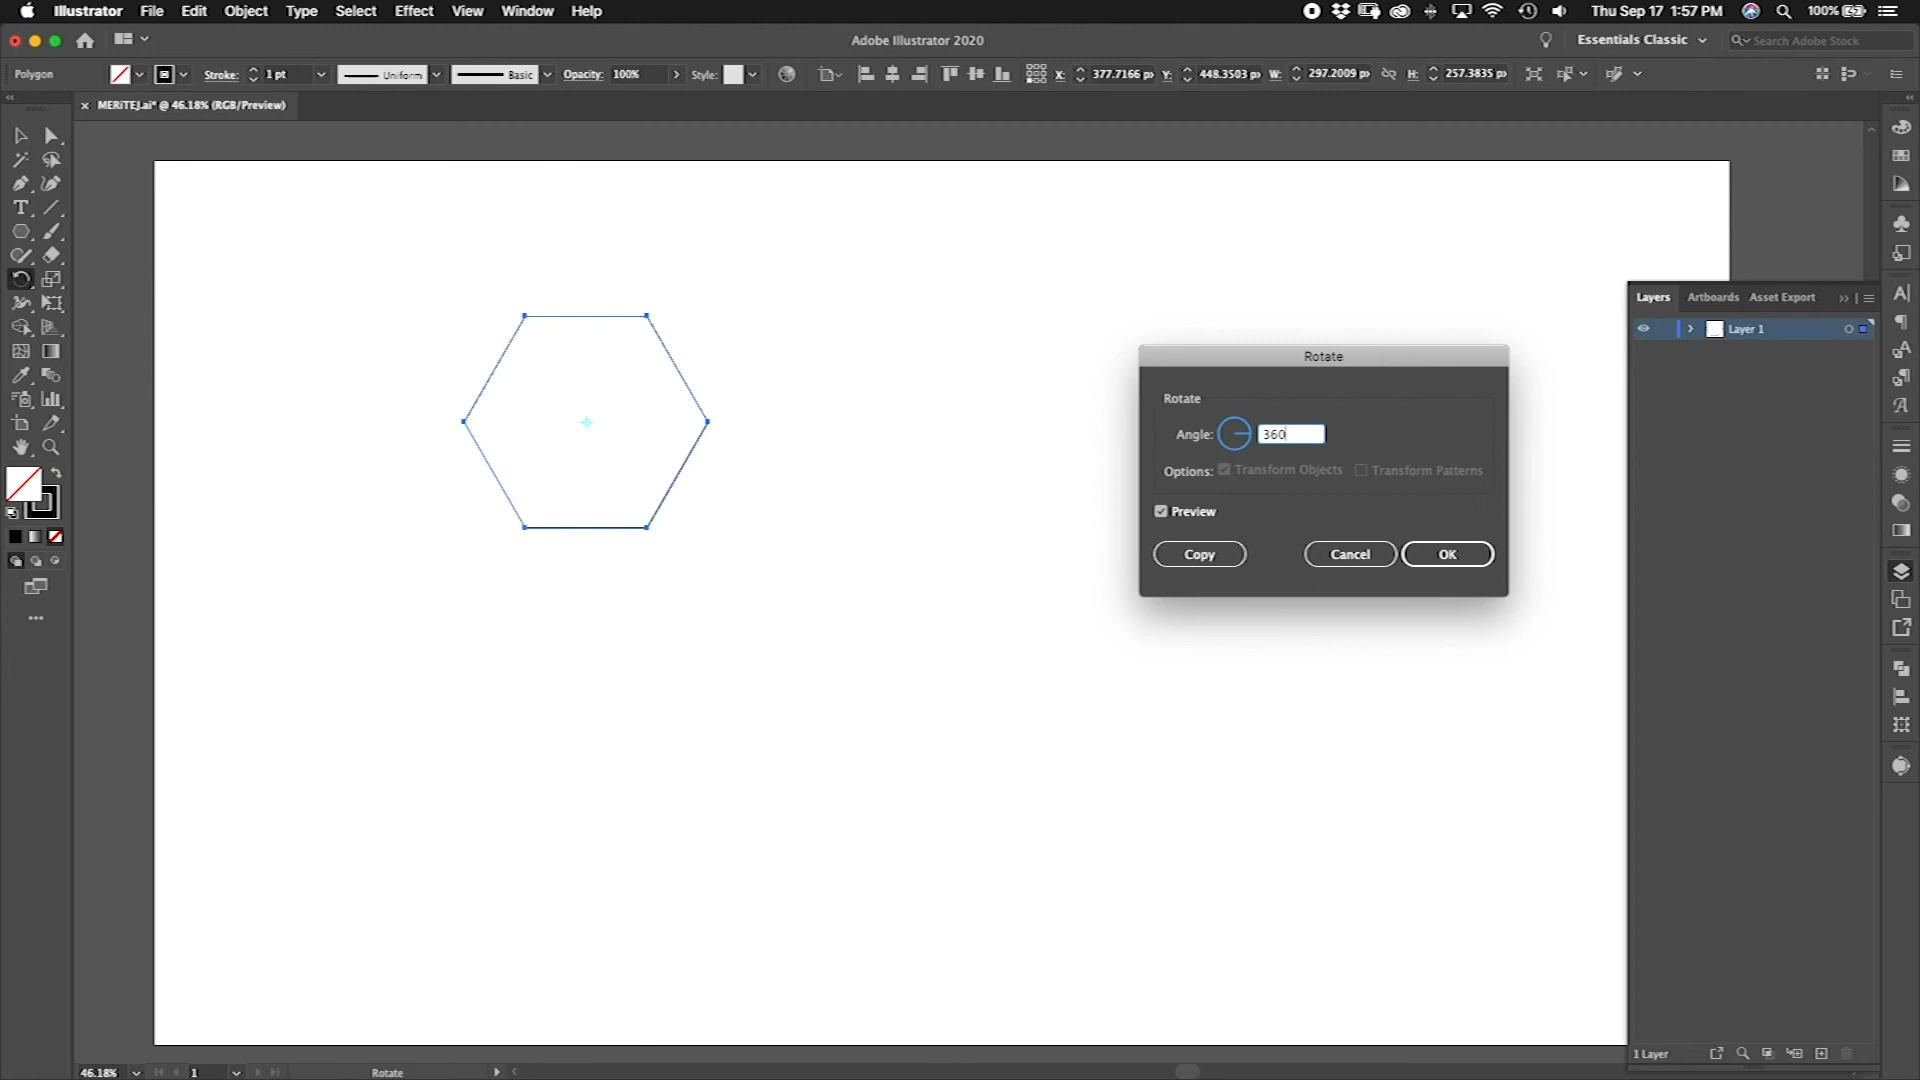 Illustrator File Edit Object Type Select Effect View Window Help
Thu Sep 17 1:57 PM 100%
Adobe Illustrator 2020
Essentials Classic
Search Adobe Stock
Polygon Stroke: 1 pt Uniform Basic Opacity: 100% Style: X: 377.7166 px Y: 448.3503 px W: 297.2009 px H: 257.3835 px
MERiTEJ.ai* @ 46.18% (RGB/Preview)
Layers Artboards Asset Export
Layer 1
Rotate
Rotate
Angle: 360
Options: Transform Objects Transform Patterns
Preview
Copy Cancel OK
1 Layer
46.18% 1 Rotate